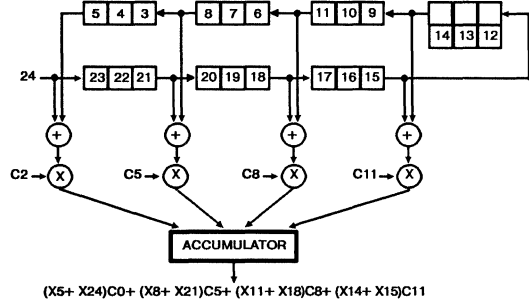 5 4 3 8 7 6 11 10 9
14 13 12
24 23 22 21 20 19 18 17 16 15
+ + + +
C2 X C5 X C8 X C11 X
ACCUMULATOR
(X5+ X24)C0+ (X8+ X21)C5+ (X11+ X18)C8+ (X14+ X15)C11